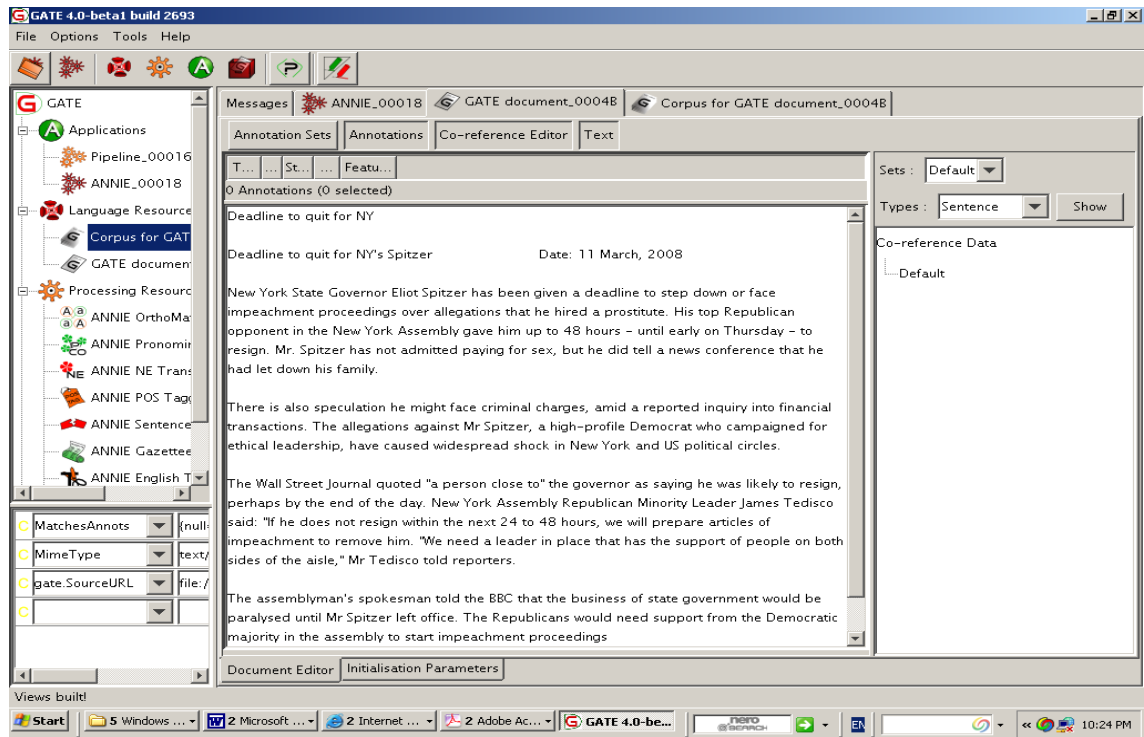 GATE 4.0-beta1 build 2693
File Options Tools Help
GATE
Applications
Pipeline_00016
ANNIE_00018
Language Resource
Corpus for GAT
GATE documen
Processing Resourc
ANNIE OrthoMa
ANNIE Pronomin
ANNIE NE Trans
ANNIE POS Tagg
ANNIE Sentence
ANNIE Gazettee
ANNIE English T
MatchesAnnots {null=
MimeType text/
gate.SourceURL file:/
Messages ANNIE_00018 GATE document_0004B Corpus for GATE document_0004B
Annotation Sets Annotations Co-reference Editor Text
T... ... St... ... Featu...
0 Annotations (0 selected)
Deadline to quit for NY
Deadline to quit for NY's Spitzer Date: 11 March, 2008
New York State Governor Eliot Spitzer has been given a deadline to step down or face
impeachment proceedings over allegations that he hired a prostitute. His top Republican
opponent in the New York Assembly gave him up to 48 hours - until early on Thursday - to
resign. Mr. Spitzer has not admitted paying for sex, but he did tell a news conference that he
had let down his family.
There is also speculation he might face criminal charges, amid a reported inquiry into financial
transactions. The allegations against Mr Spitzer, a high-profile Democrat who campaigned for
ethical leadership, have caused widespread shock in New York and US political circles.
The Wall Street Journal quoted "a person close to" the governor as saying he was likely to resign,
perhaps by the end of the day. New York Assembly Republican Minority Leader James Tedisco
said: "If he does not resign within the next 24 to 48 hours, we will prepare articles of
impeachment to remove him. "We need a leader in place that has the support of people on both
sides of the aisle," Mr Tedisco told reporters.
The assemblyman's spokesman told the BBC that the business of state government would be
paralysed until Mr Spitzer left office. The Republicans would need support from the Democratic
majority in the assembly to start impeachment proceedings
Sets : Default
Types : Sentence Show
Co-reference Data
Default
Document Editor Initialisation Parameters
Views built!
Start 5 Windows ... 2 Microsoft ... 2 Internet ... 2 Adobe Ac... GATE 4.0-be... nero SEARCH EN 10:24 PM